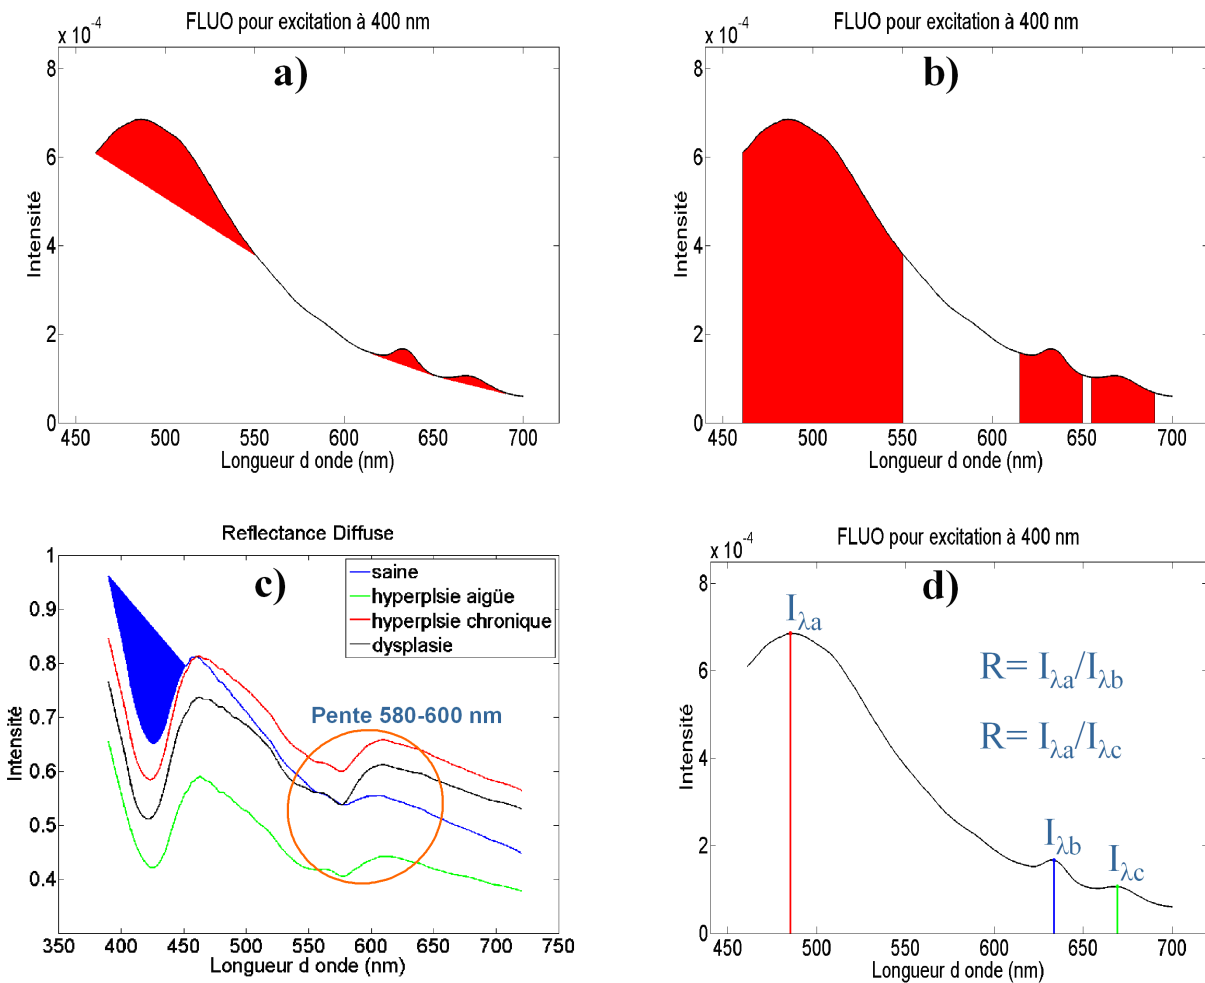 FLUO pour excitation à 400 nm
x 10-4
a)
8
6
4
2
0
Intensité
450 500 550 600 650 700
Longueur d onde (nm)
FLUO pour excitation à 400 nm
x 10-4
b)
8
6
4
2
0
Intensité
450 500 550 600 650 700
Longueur d onde (nm)
Reflectance Diffuse
c)
saine
hyperplsie aigüe
hyperplsie chronique
dysplasie
Pente 580-600 nm
1
0.9
0.8
0.7
0.6
0.5
0.4
Intensité
350 400 450 500 550 600 650 700 750
Longueur d onde (nm)
FLUO pour excitation à 400 nm
x 10-4
d)
Iλa
R= Iλa/Iλb
R= Iλa/Iλc
Iλb
Iλc
8
6
4
2
0
Intensité
450 500 550 600 650 700
Longueur d onde (nm)